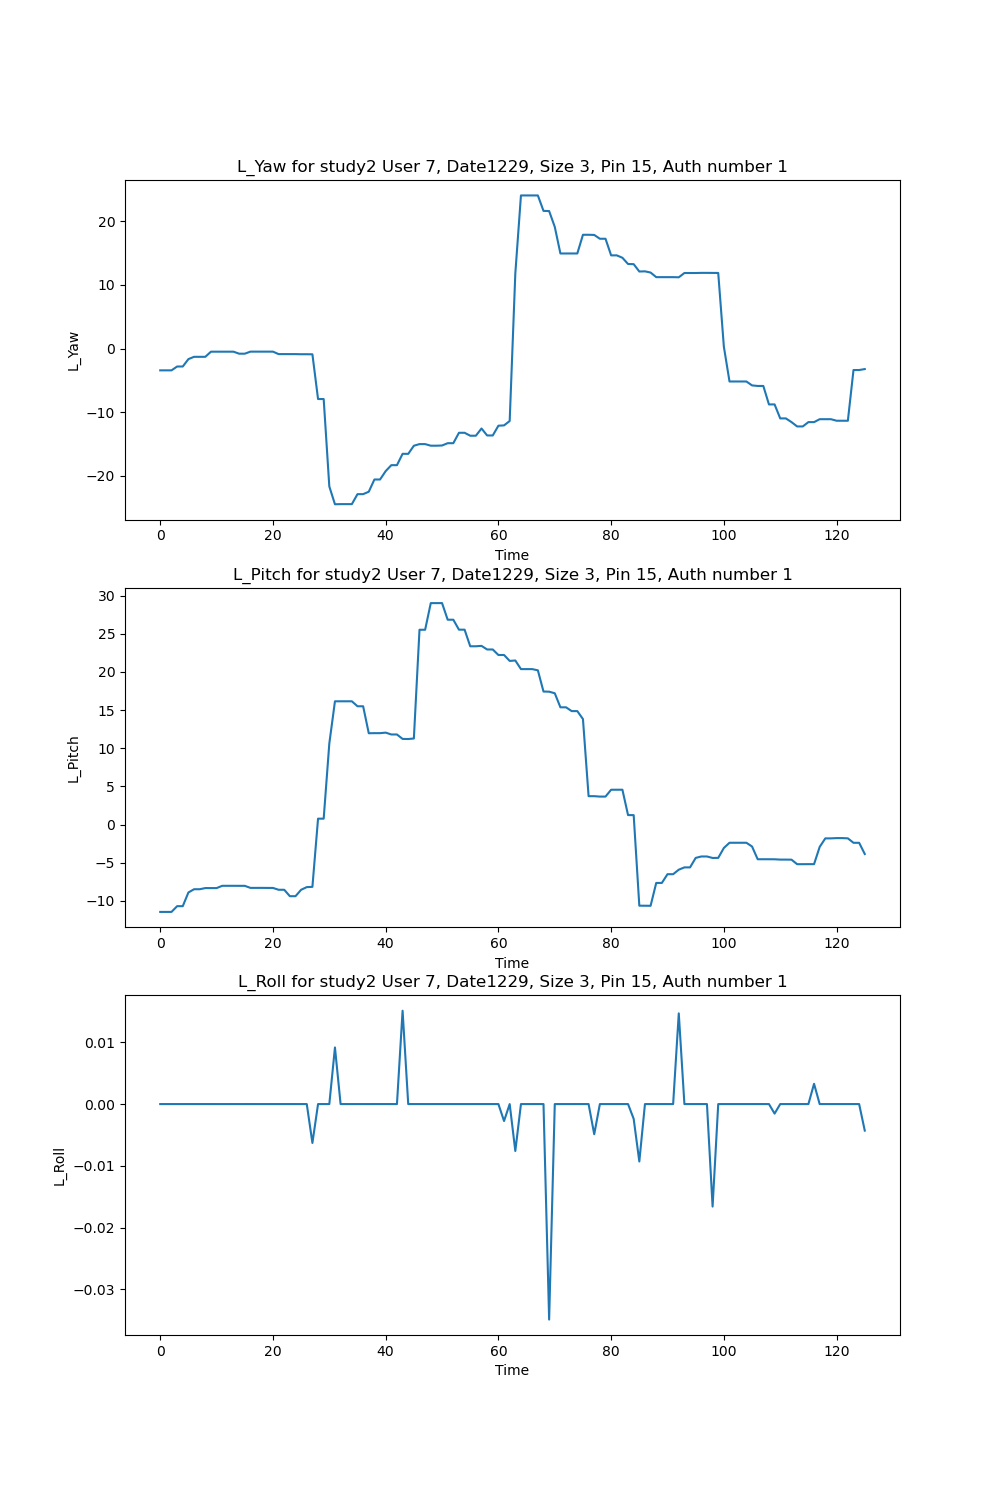 L_Yaw for study2 User 7, Date1229, Size 3, Pin 15, Auth number 1
20
10
0
−10
−20
L_Yaw
0 20 40 60 80 100 120
Time
L_Pitch for study2 User 7, Date1229, Size 3, Pin 15, Auth number 1
30
25
20
15
10
5
0
−5
−10
L_Pitch
0 20 40 60 80 100 120
Time
L_Roll for study2 User 7, Date1229, Size 3, Pin 15, Auth number 1
0.01
0.00
−0.01
−0.02
−0.03
L_Roll
0 20 40 60 80 100 120
Time